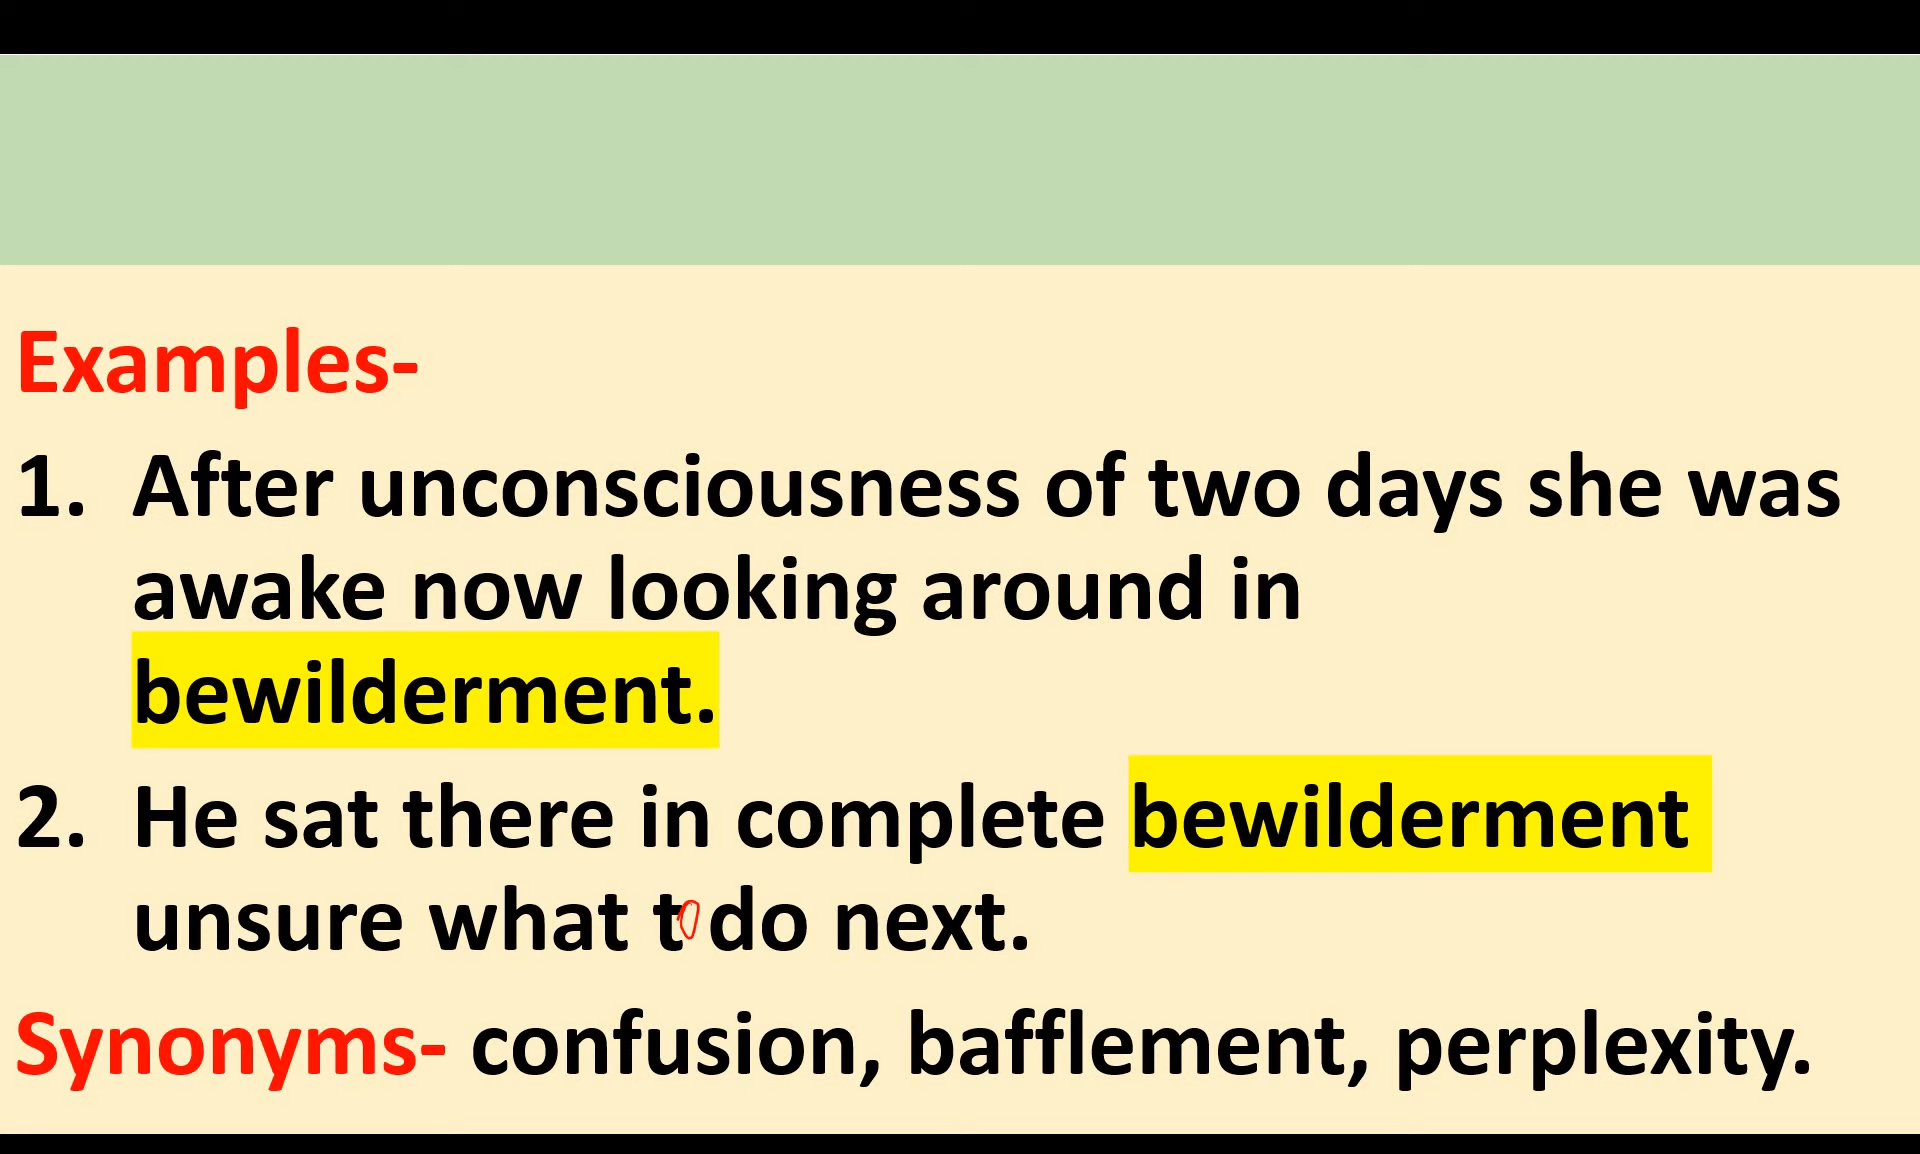 Examples-
1. After unconsciousness of two days she was
awake now looking around in
bewilderment.
2. He sat there in complete bewilderment
unsure what to do next.
Synonyms- confusion, bafflement, perplexity.